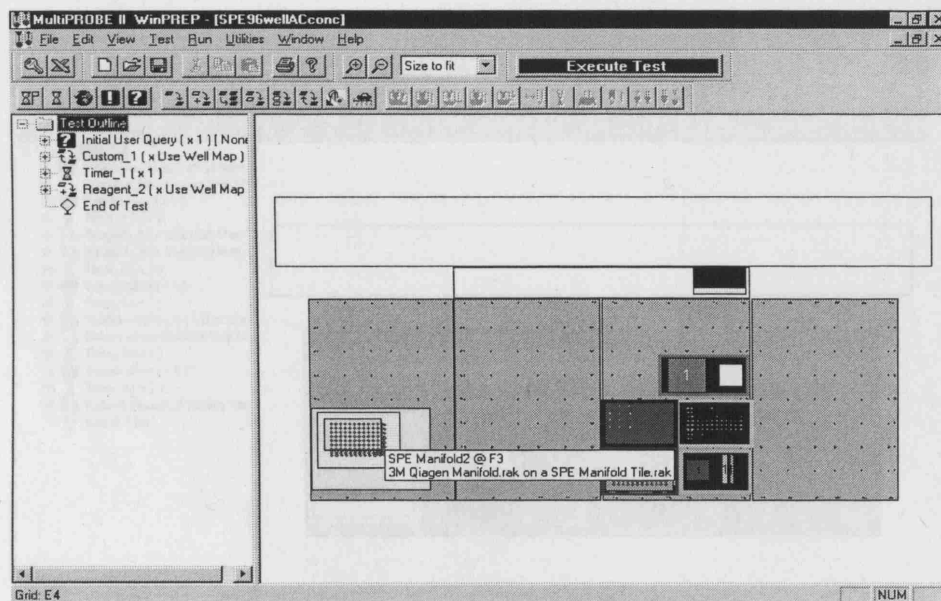 MultiPROBE II WinPREP - [SPE96wellACconc]
File Edit View Test Run Utilities Window Help
Size to fit
Execute Test
Test Outline
Initial User Query ( x 1 ) [ None
Custom_1 ( x Use Well Map )
Timer_1 ( x 1 )
Reagent_2 ( x Use Well Map
End of Test
1
SPE Manifold2 @ F3
3M Qiagen Manifold.rak on a SPE Manifold Tile.rak
Grid: E4
NUM